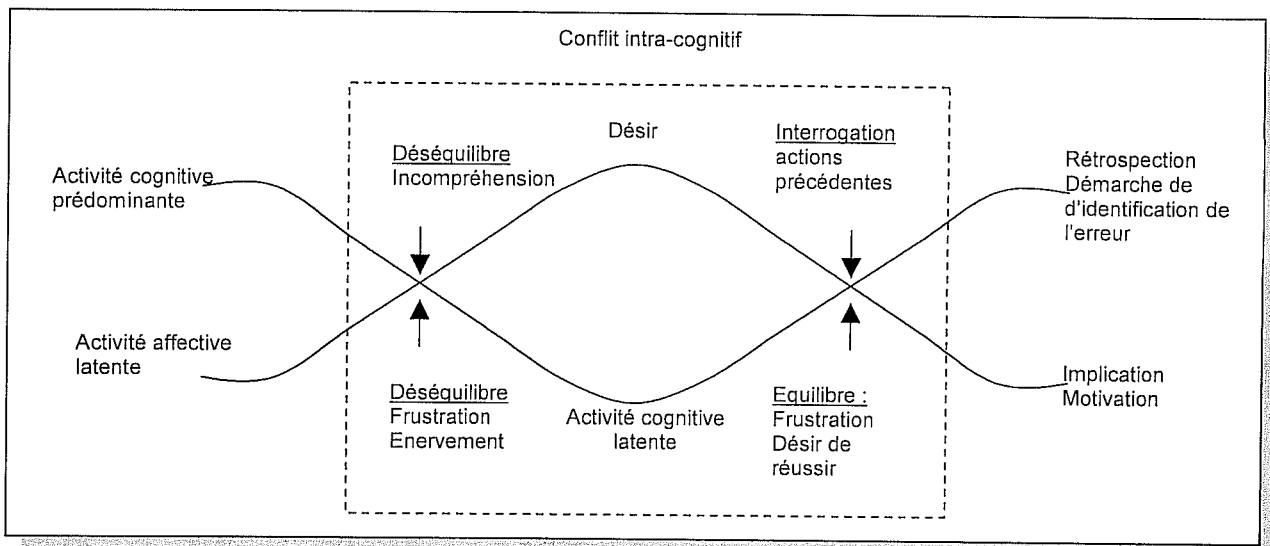 Conflit intra-cognitif
Désir
Déséquilibre
Incompréhension
Interrogation
actions
précédentes
Activité cognitive
prédominante
Rétrospection
Démarche de
d'identification de
l'erreur
Activité affective
latente
Déséquilibre
Frustration
Enervement
Activité cognitive
latente
Equilibre :
Frustration
Désir de
réussir
Implication
Motivation